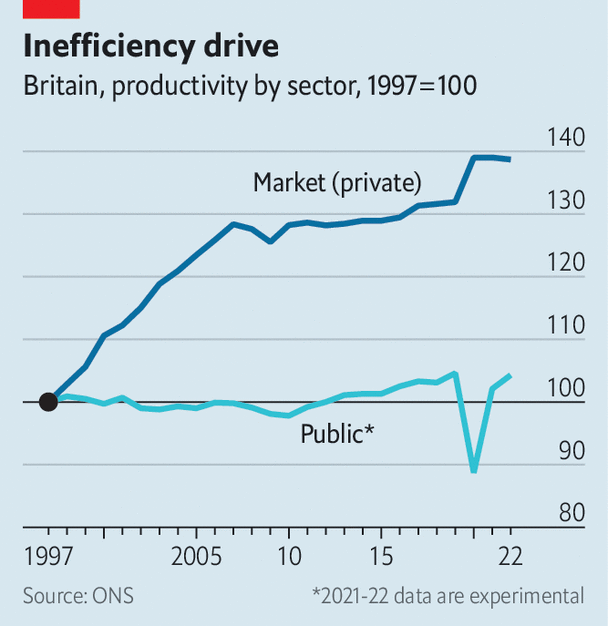 Inefficiency drive
Britain, productivity by sector, 1997=100
140
Market (private)
130
120
110
100
Public*
90
80
1997 2005 10 15 22
Source: ONS *2021-22 data are experimental